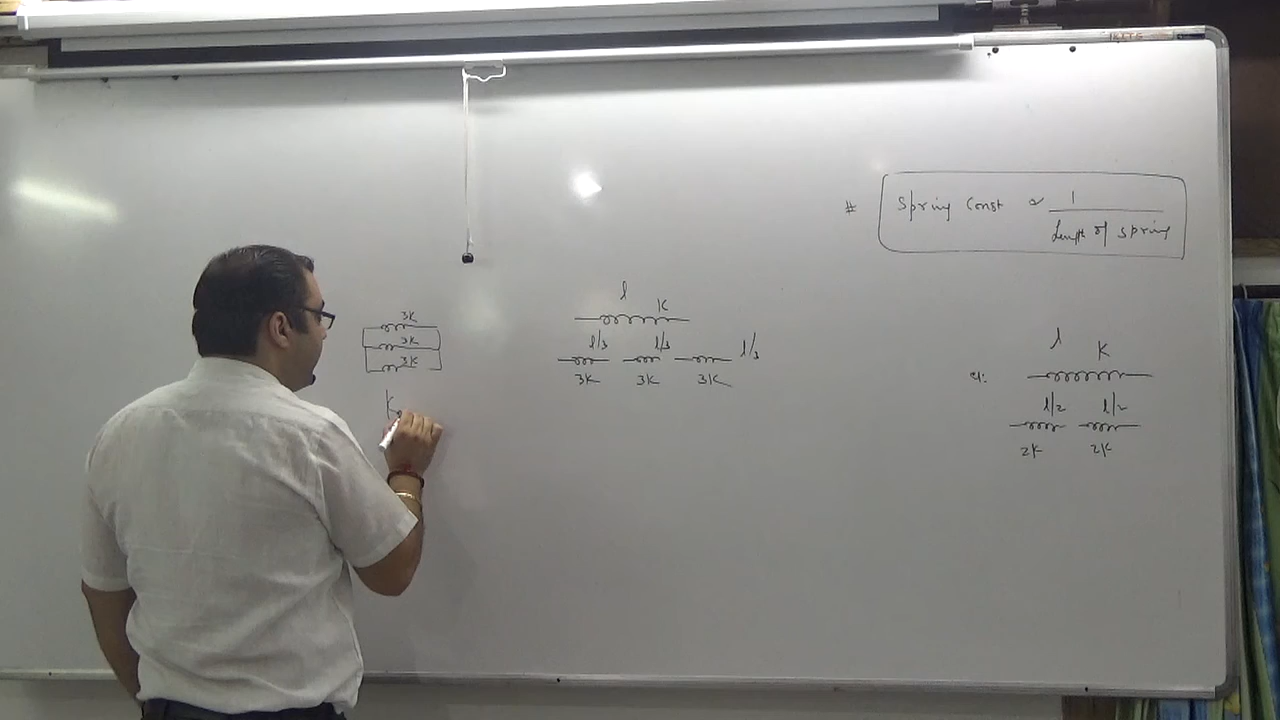 # Spring Const ∝ 1 / Length of spring
l
K
l/3 l/3 l/3
3K 3K 3K
3K
3K
3K
K
l
K
l/2 l/2
2K 2K